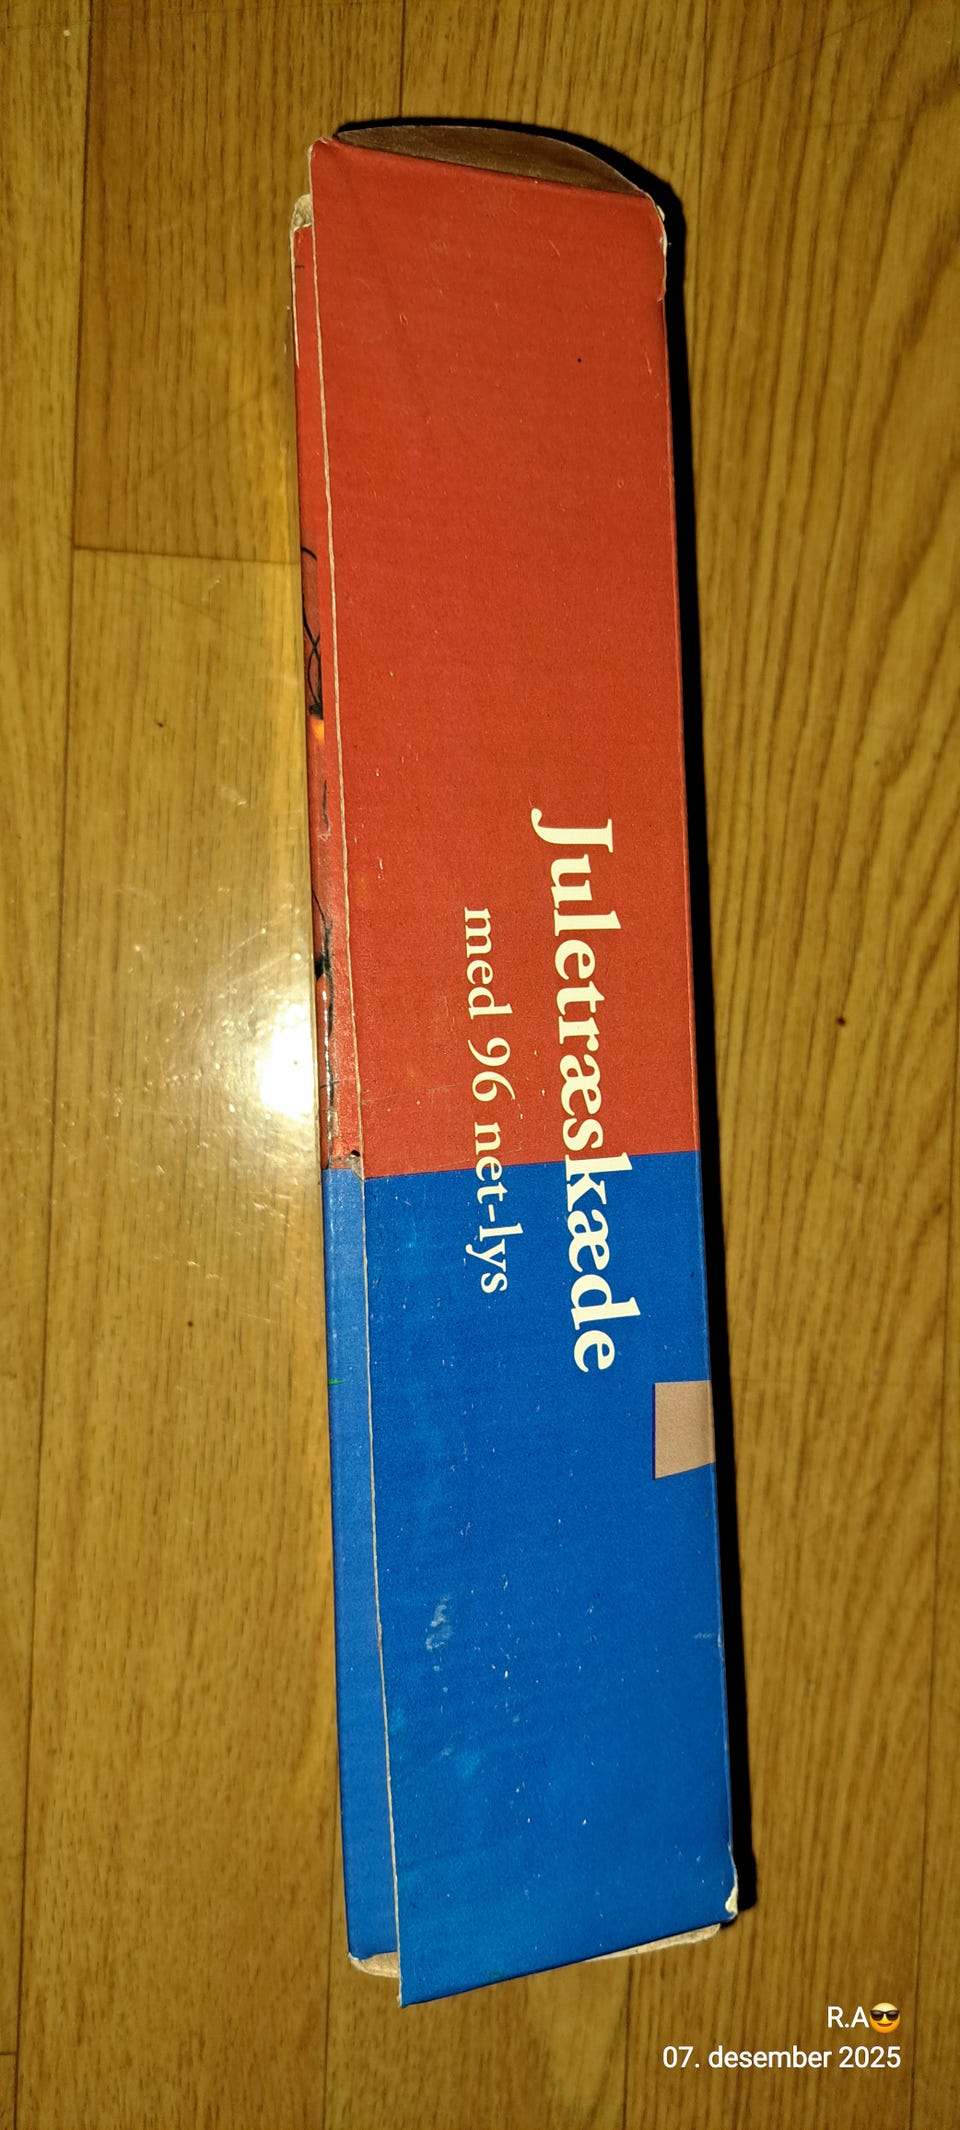 Juletræskæde
med 96 net-lys
R.A😎
07. desember 2025